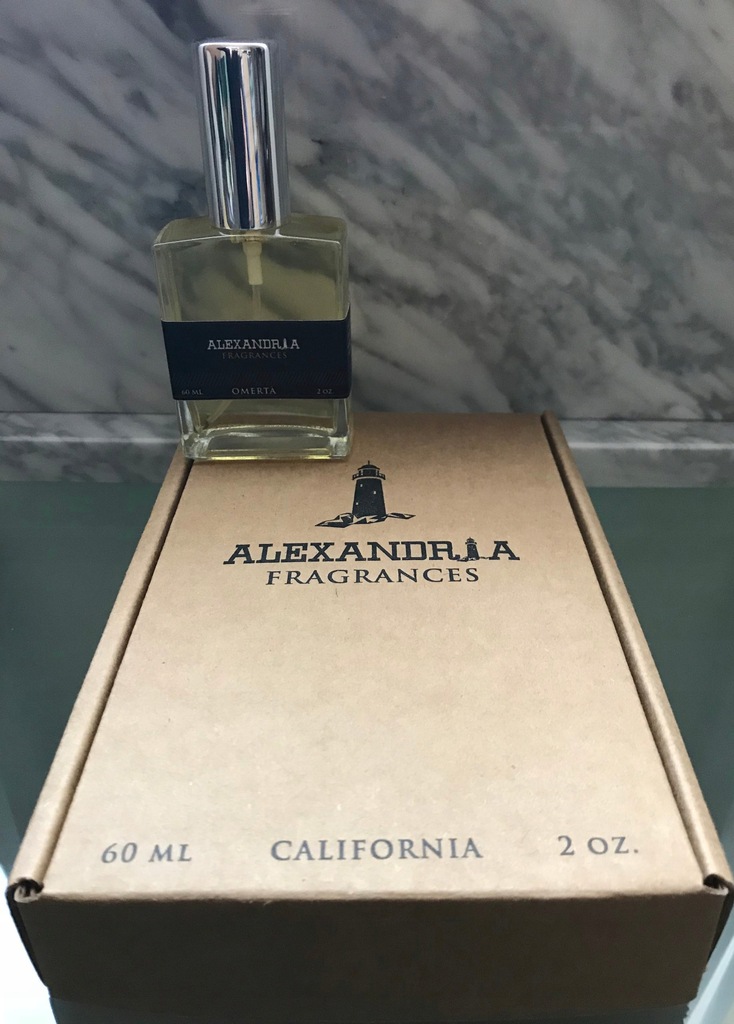 ALEXANDRIA
FRAGRANCES
60 ML OMERTA 2 OZ.
ALEXANDRIA
FRAGRANCES
60 ML CALIFORNIA 2 OZ.